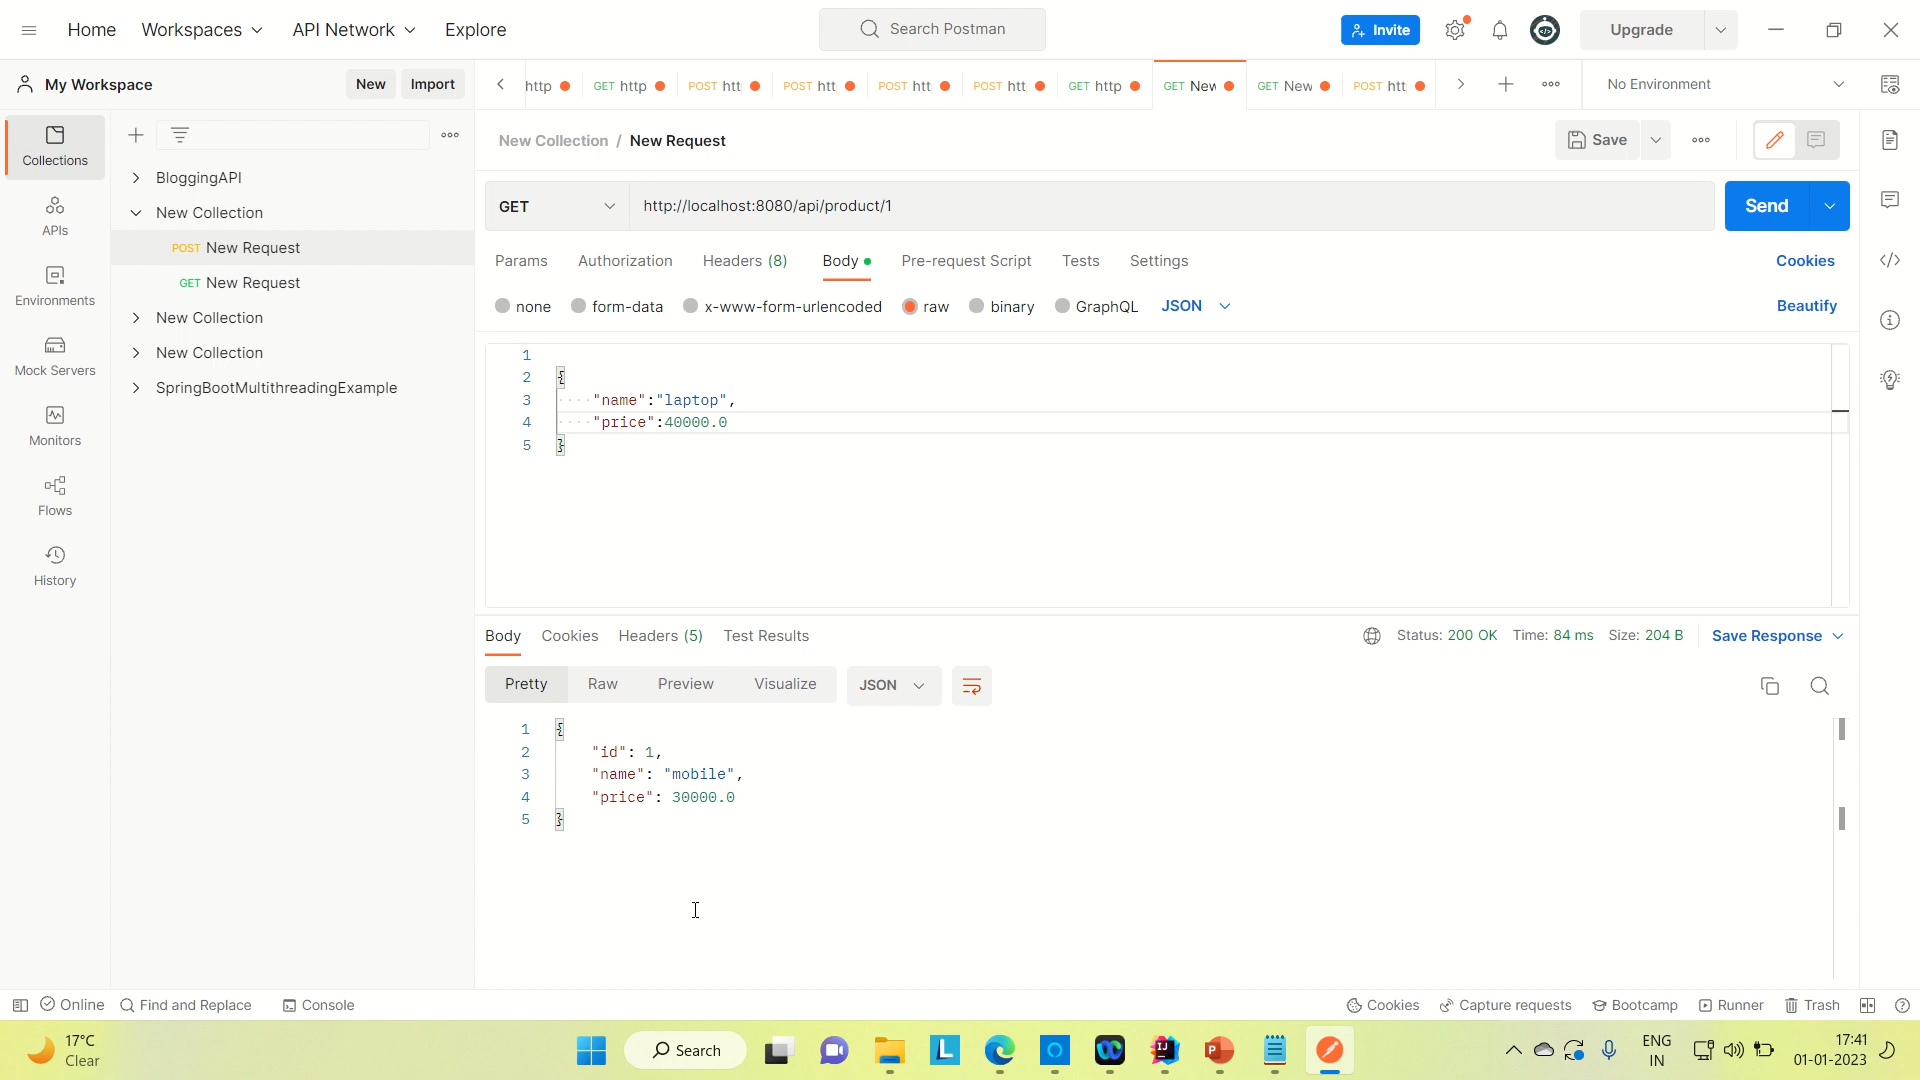 Home Workspaces API Network Explore Search Postman Invite Upgrade
My Workspace New Import http GET http POST htt POST htt POST htt POST htt GET http GET New GET New POST htt No Environment
Collections
APIs
Environments
Mock Servers
Monitors
Flows
History
BloggingAPI
New Collection
POST New Request
GET New Request
New Collection
New Collection
SpringBootMultithreadingExample
New Collection / New Request Save
GET http://localhost:8080/api/product/1 Send
Params Authorization Headers (8) Body Pre-request Script Tests Settings Cookies
none form-data x-www-form-urlencoded raw binary GraphQL JSON Beautify
1
2 {
3 "name":"laptop",
4 "price":40000.0
5 }
Body Cookies Headers (5) Test Results Status: 200 OK Time: 84 ms Size: 204 B Save Response
Pretty Raw Preview Visualize JSON
1 {
2 "id": 1,
3 "name": "mobile",
4 "price": 30000.0
5 }
Online Find and Replace Console Cookies Capture requests Bootcamp Runner Trash
17°C
Clear
Search
ENG
IN
17:41
01-01-2023